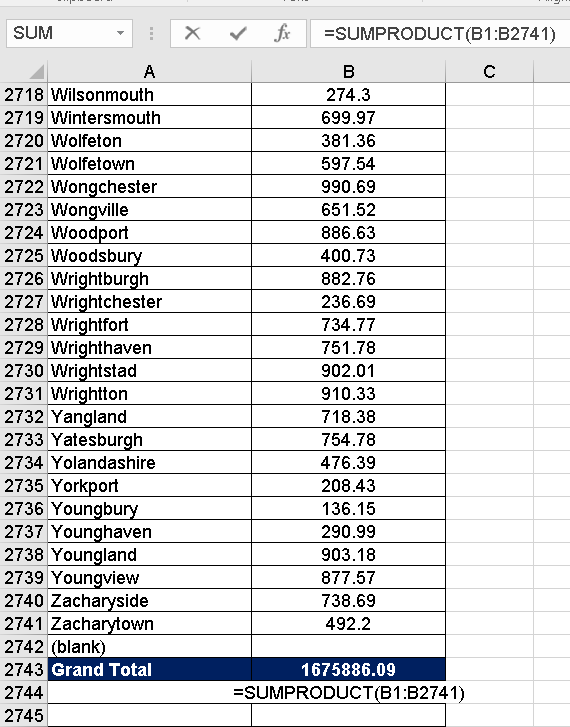 SUM fx =SUMPRODUCT(B1:B2741)
A B C
2718 Wilsonmouth 274.3
2719 Wintersmouth 699.97
2720 Wolfeton 381.36
2721 Wolfetown 597.54
2722 Wongchester 990.69
2723 Wongville 651.52
2724 Woodport 886.63
2725 Woodsbury 400.73
2726 Wrightburgh 882.76
2727 Wrightchester 236.69
2728 Wrightfort 734.77
2729 Wrighthaven 751.78
2730 Wrightstad 902.01
2731 Wrightton 910.33
2732 Yangland 718.38
2733 Yatesburgh 754.78
2734 Yolandashire 476.39
2735 Yorkport 208.43
2736 Youngbury 136.15
2737 Younghaven 290.99
2738 Youngland 903.18
2739 Youngview 877.57
2740 Zacharyside 738.69
2741 Zacharytown 492.2
2742 (blank)
2743 Grand Total 1675886.09
2744 =SUMPRODUCT(B1:B2741)
2745